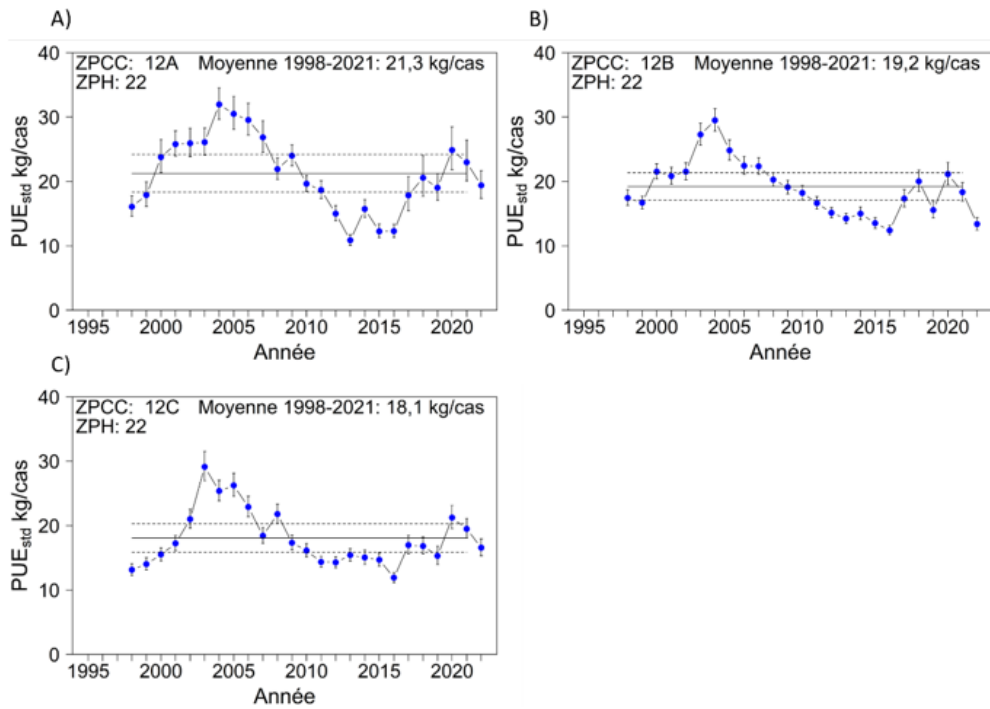 A)
ZPCC: 12A Moyenne 1998-2021: 21,3 kg/cas
ZPH: 22
40
30
20
10
0
PUEstd kg/cas
1995 2000 2005 2010 2015 2020
Année
B)
ZPCC: 12B Moyenne 1998-2021: 19,2 kg/cas
ZPH: 22
40
30
20
10
0
PUEstd kg/cas
1995 2000 2005 2010 2015 2020
Année
C)
ZPCC: 12C Moyenne 1998-2021: 18,1 kg/cas
ZPH: 22
40
30
20
10
0
PUEstd kg/cas
1995 2000 2005 2010 2015 2020
Année